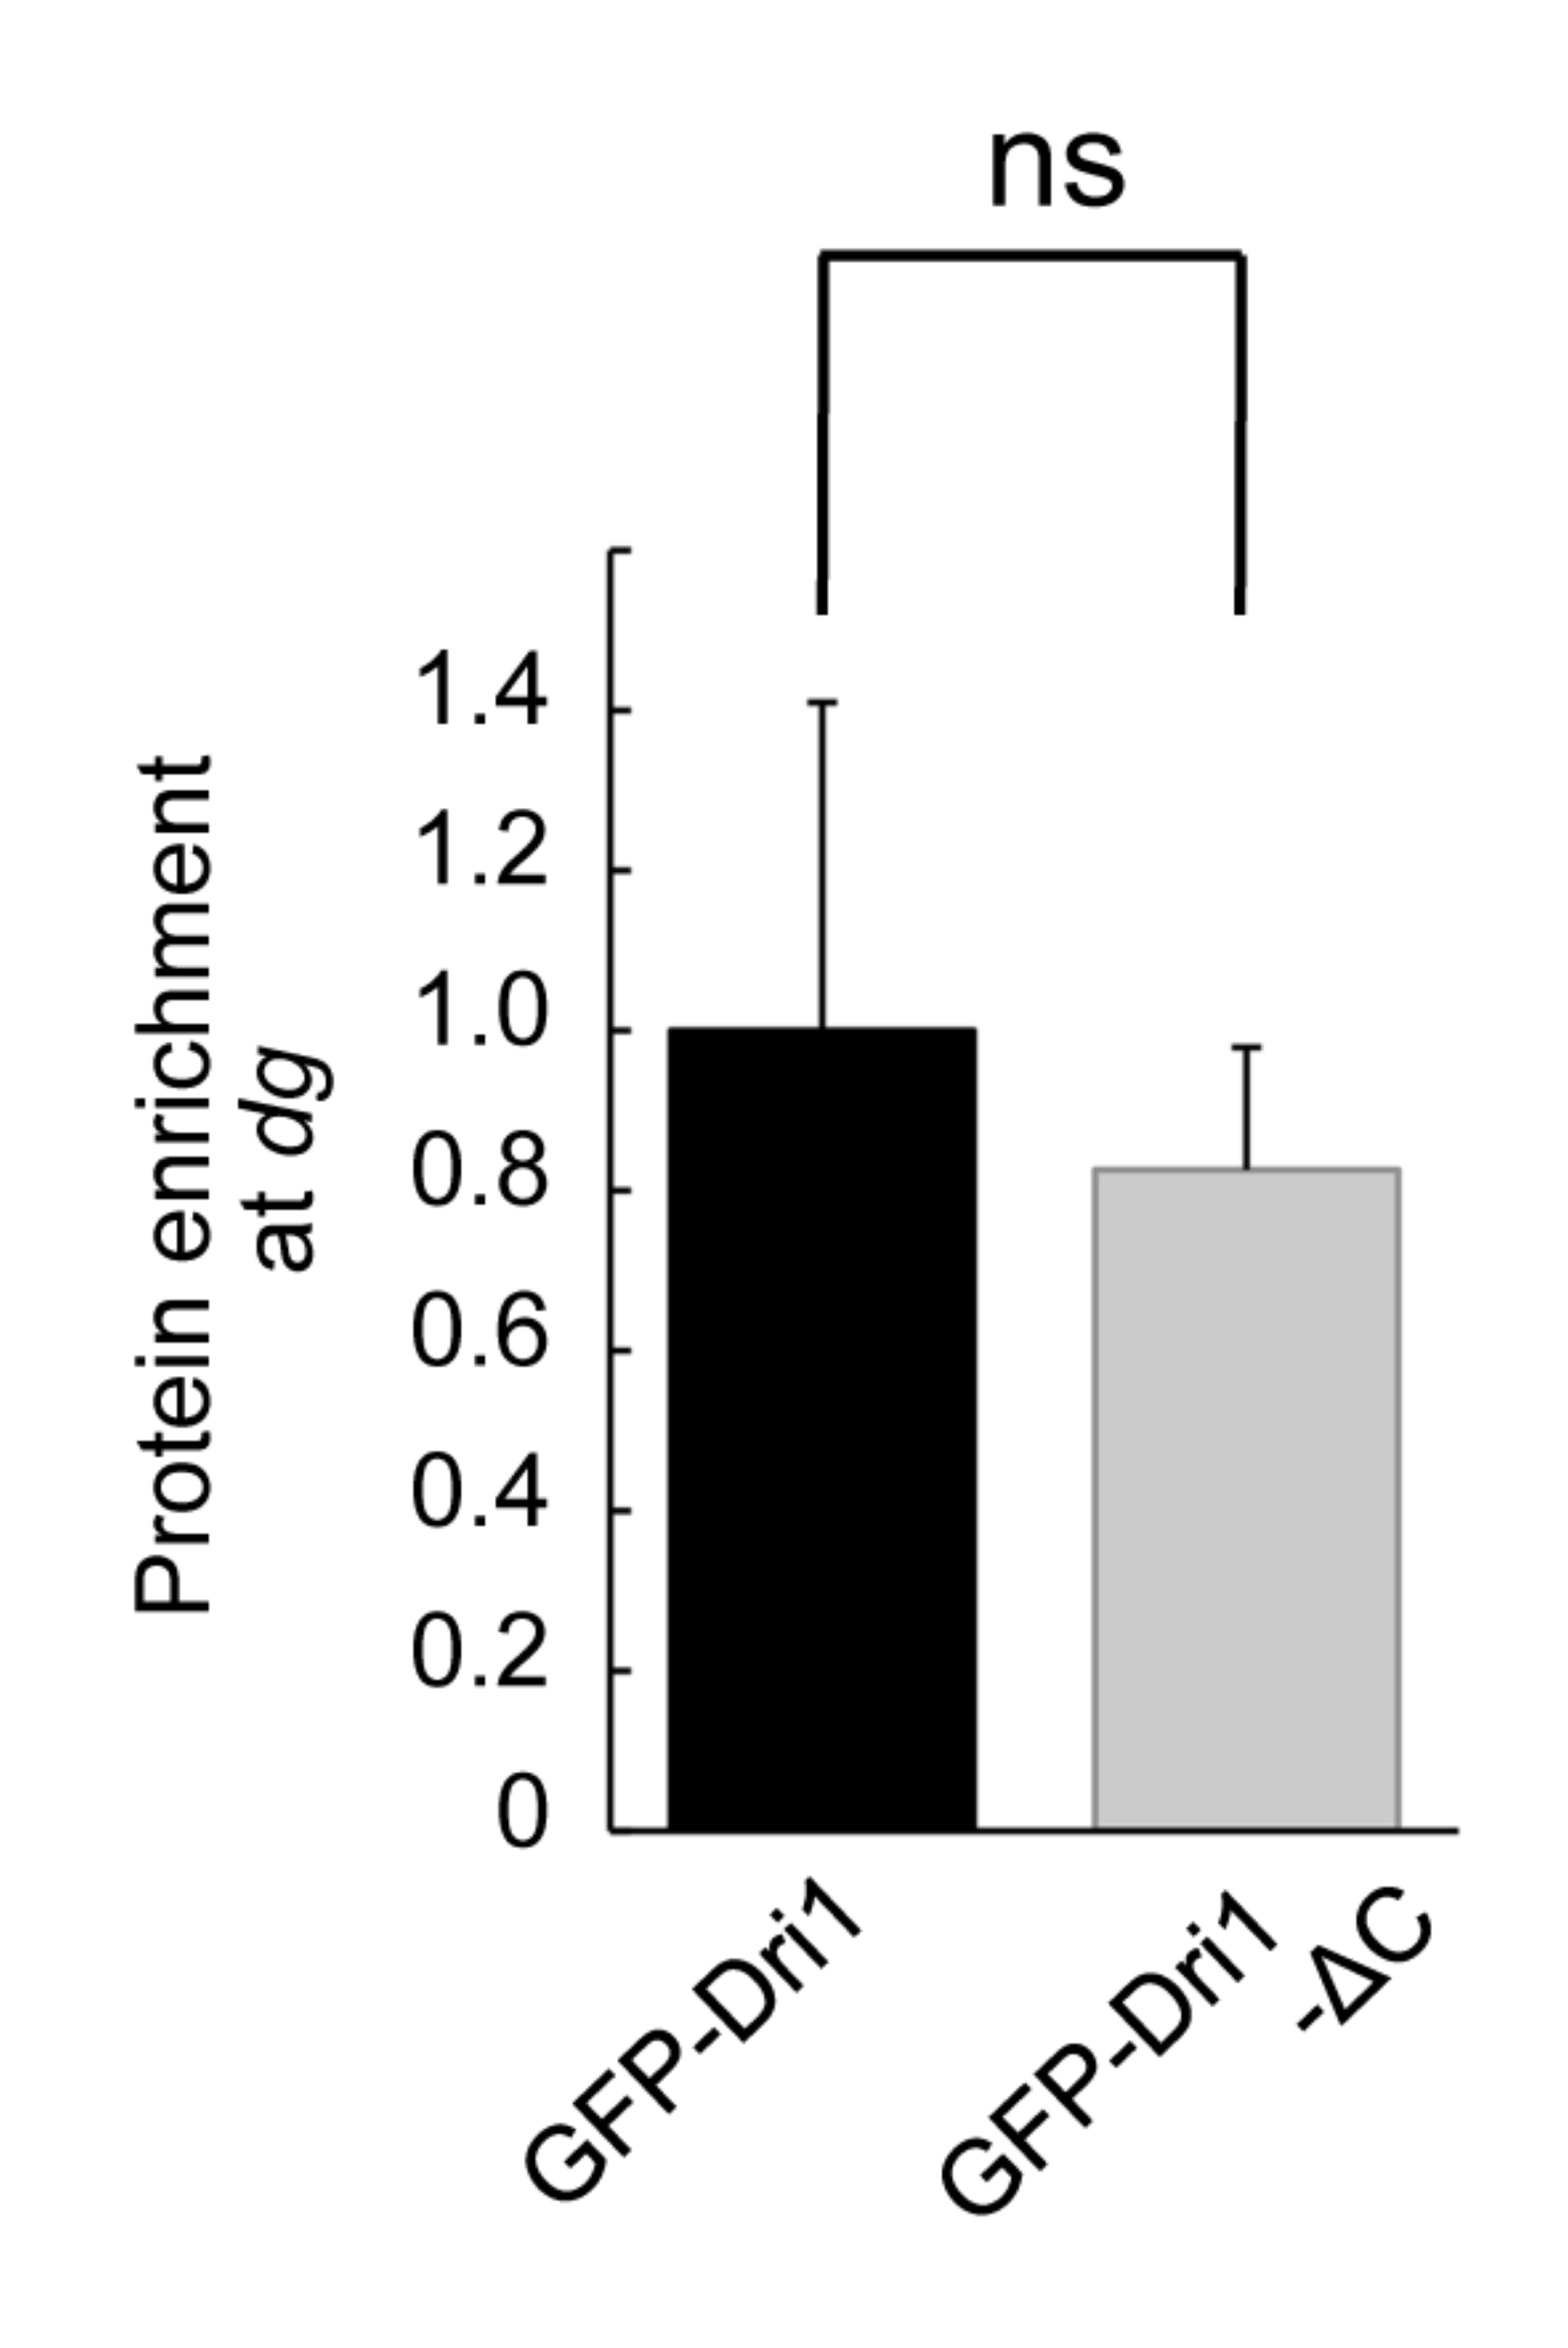 ns
Protein enrichment
at dg
1.4
1.2
1.0
0.8
0.6
0.4
0.2
0
GFP-Dri1
GFP-Dri1
-ΔC